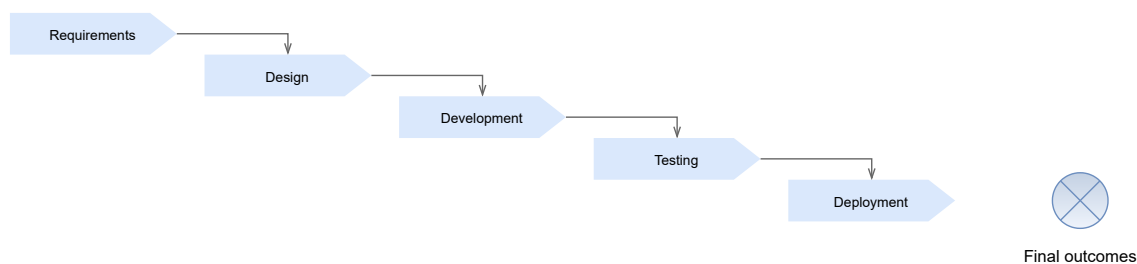 Requirements
Design
Development
Testing
Deployment
Final outcomes